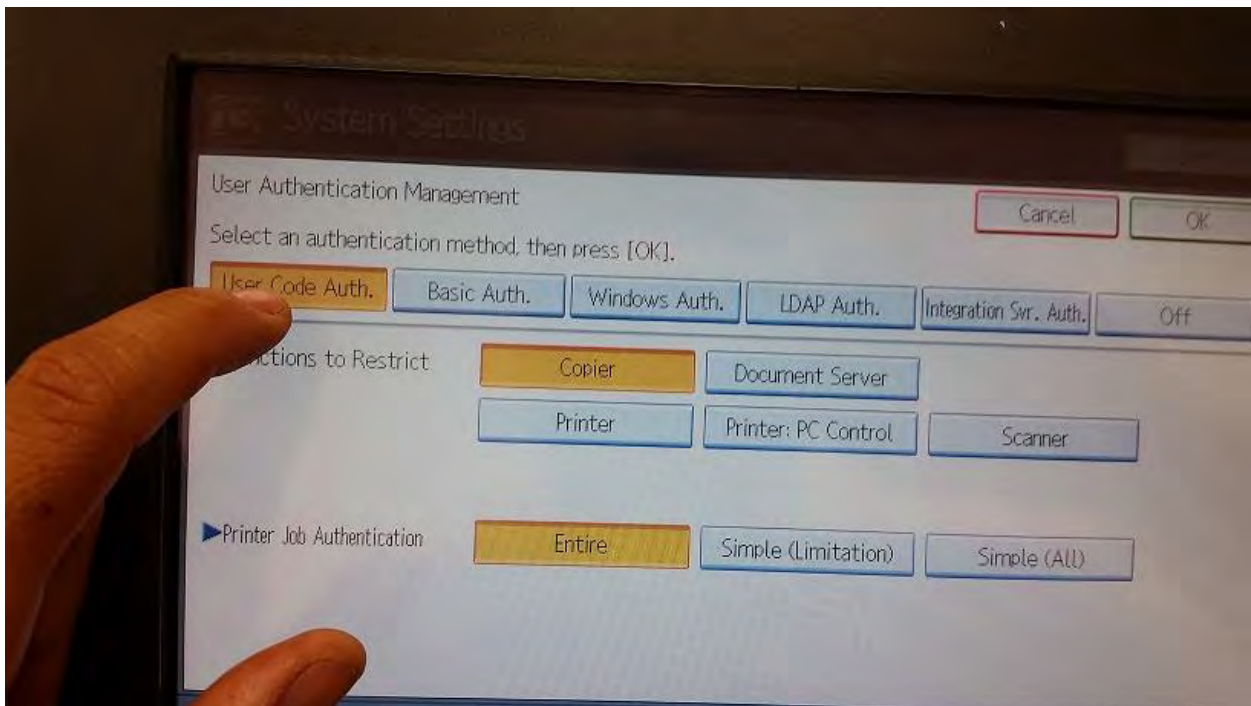 System Settings
User Authentication Management
Cancel
OK
Select an authentication method, then press [OK].
User Code Auth.
Basic Auth.
Windows Auth.
LDAP Auth.
Integration Svr. Auth.
Off
to Restrict
Copier
Document Server
Printer
Printer: PC Control
Scanner
Printer Job Authentication
Entire
Simple (Limitation)
Simple (All)